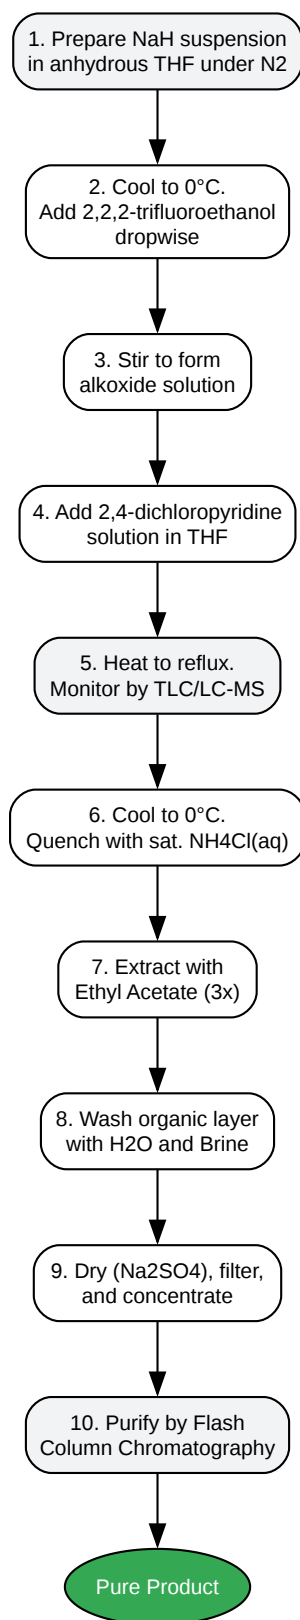 1. Prepare NaH suspension
in anhydrous THF under N2
2. Cool to 0°C.
Add 2,2,2-trifluoroethanol
dropwise
3. Stir to form
alkoxide solution
4. Add 2,4-dichloropyridine
solution in THF
5. Heat to reflux.
Monitor by TLC/LC-MS
6. Cool to 0°C.
Quench with sat. NH4Cl(aq)
7. Extract with
Ethyl Acetate (3x)
8. Wash organic layer
with H2O and Brine
9. Dry (Na2SO4), filter,
and concentrate
10. Purify by Flash
Column Chromatography
Pure Product